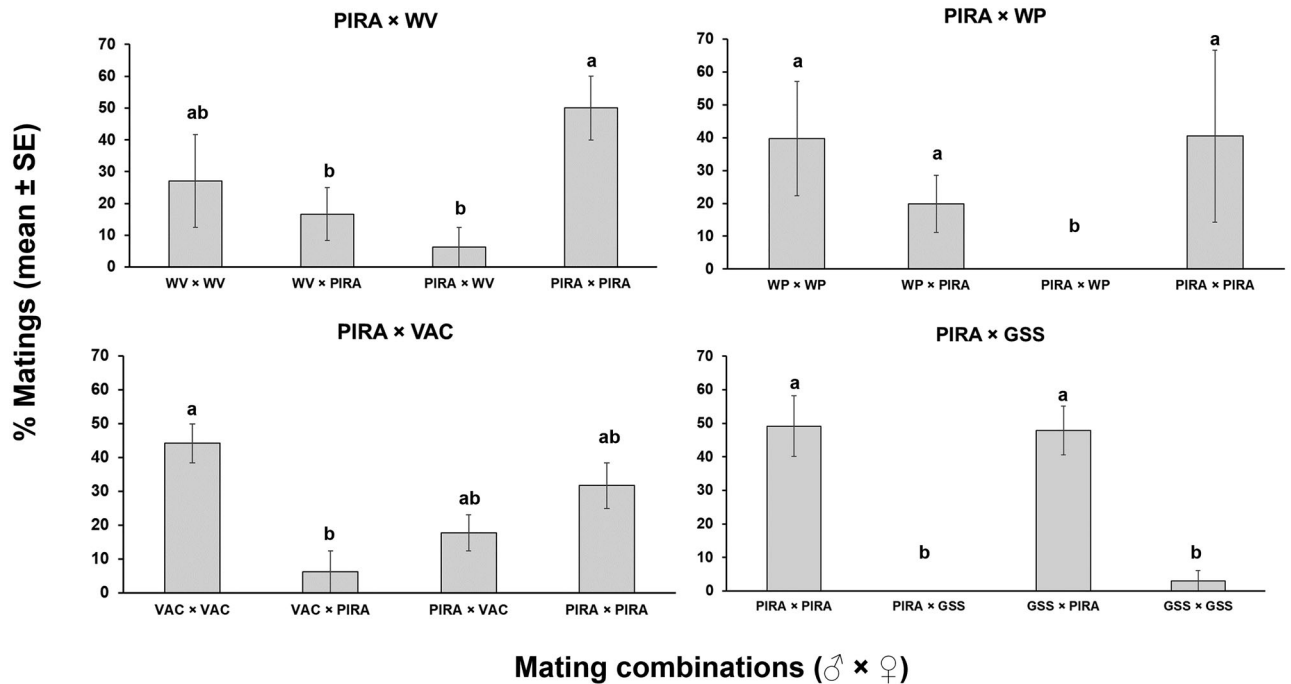 % Matings (mean ± SE)
PIRA × WV
70
60
50
40
30
20
10
0
ab
b
b
a
WV × WV
WV × PIRA
PIRA × WV
PIRA × PIRA
PIRA × WP
70
60
50
40
30
20
10
0
a
a
b
a
WP × WP
WP × PIRA
PIRA × WP
PIRA × PIRA
PIRA × VAC
70
60
50
40
30
20
10
0
a
b
ab
ab
VAC × VAC
VAC × PIRA
PIRA × VAC
PIRA × PIRA
PIRA × GSS
70
60
50
40
30
20
10
0
a
b
a
b
PIRA × PIRA
PIRA × GSS
GSS × PIRA
GSS × GSS
Mating combinations (♂ × ♀)